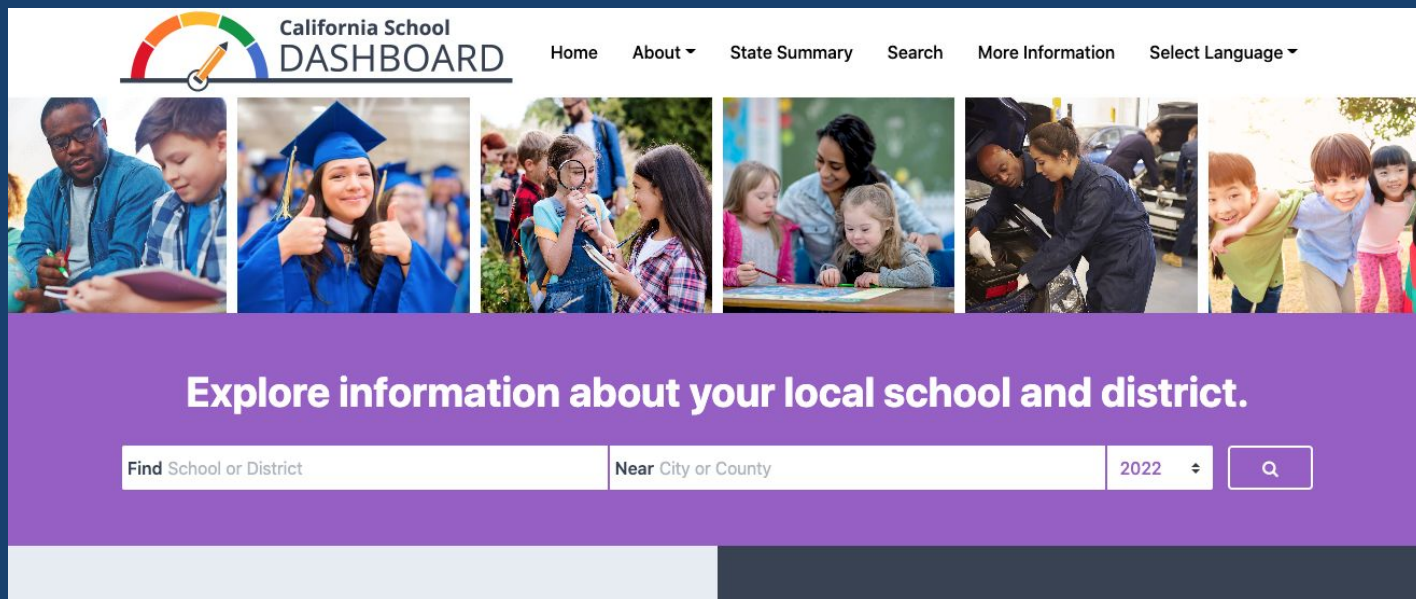 California School
DASHBOARD
Home About State Summary Search More Information Select Language
Explore information about your local school and district.
Find School or District Near City or County 2022